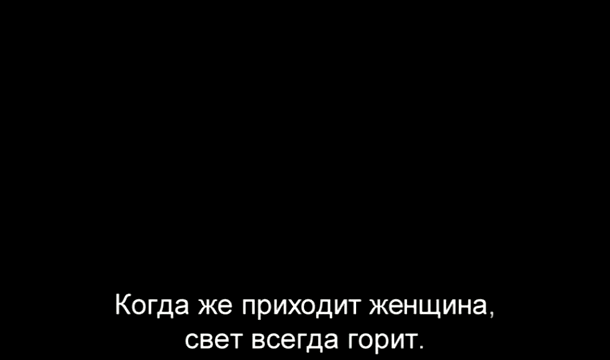 Когда же приходит женщина,
свет всегда горит.